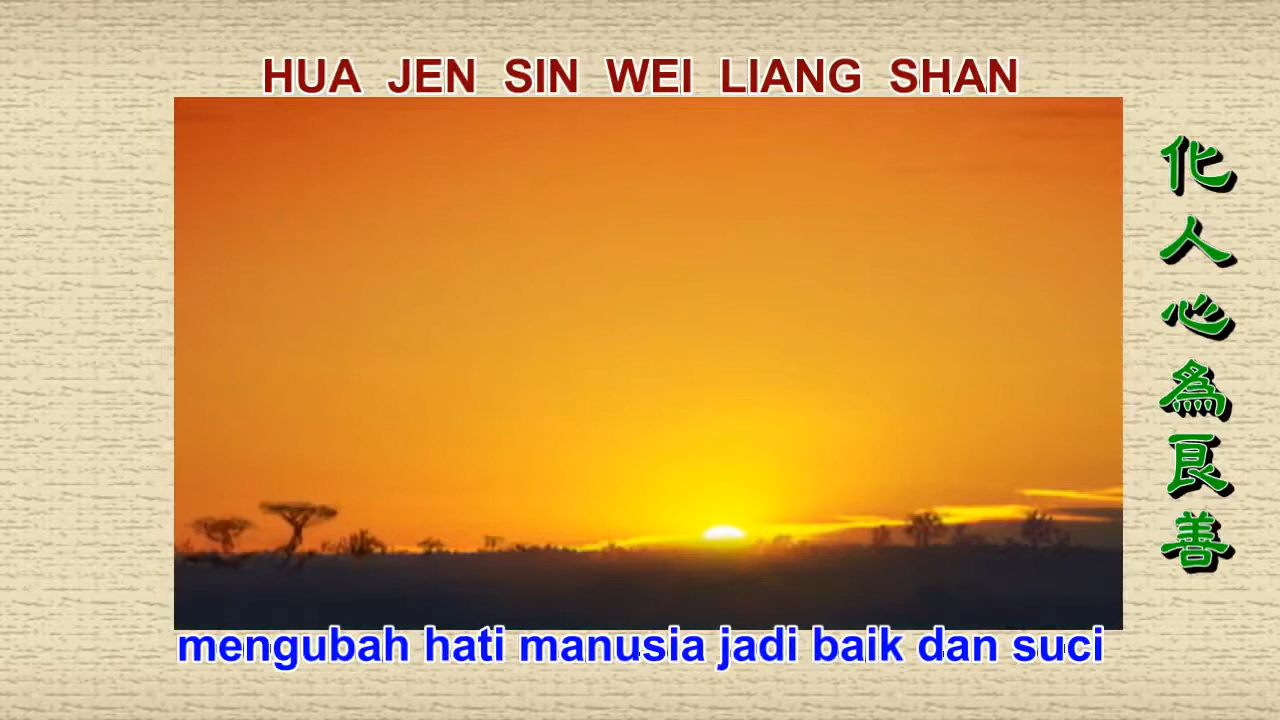 HUA JEN SIN WEI LIANG SHAN
化人心為良善
mengubah hati manusia jadi baik dan suci